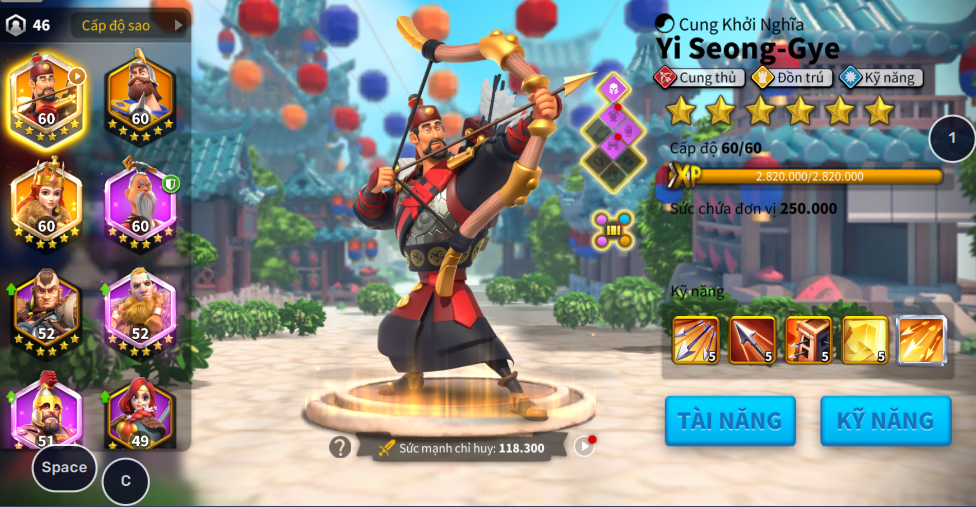 46
Cấp độ sao
60
60
60
60
52
52
51
49
Space
C
Cung Khởi Nghĩa
Yi Seong-Gye
Cung thủ
Đồn trú
Kỹ năng
1
Cấp độ 60/60
XP
2.820.000/2.820.000
Sức chứa đơn vị 250.000
Kỹ năng
5
5
5
5
TÀI NĂNG
KỸ NĂNG
?
Sức mạnh chỉ huy: 118.300